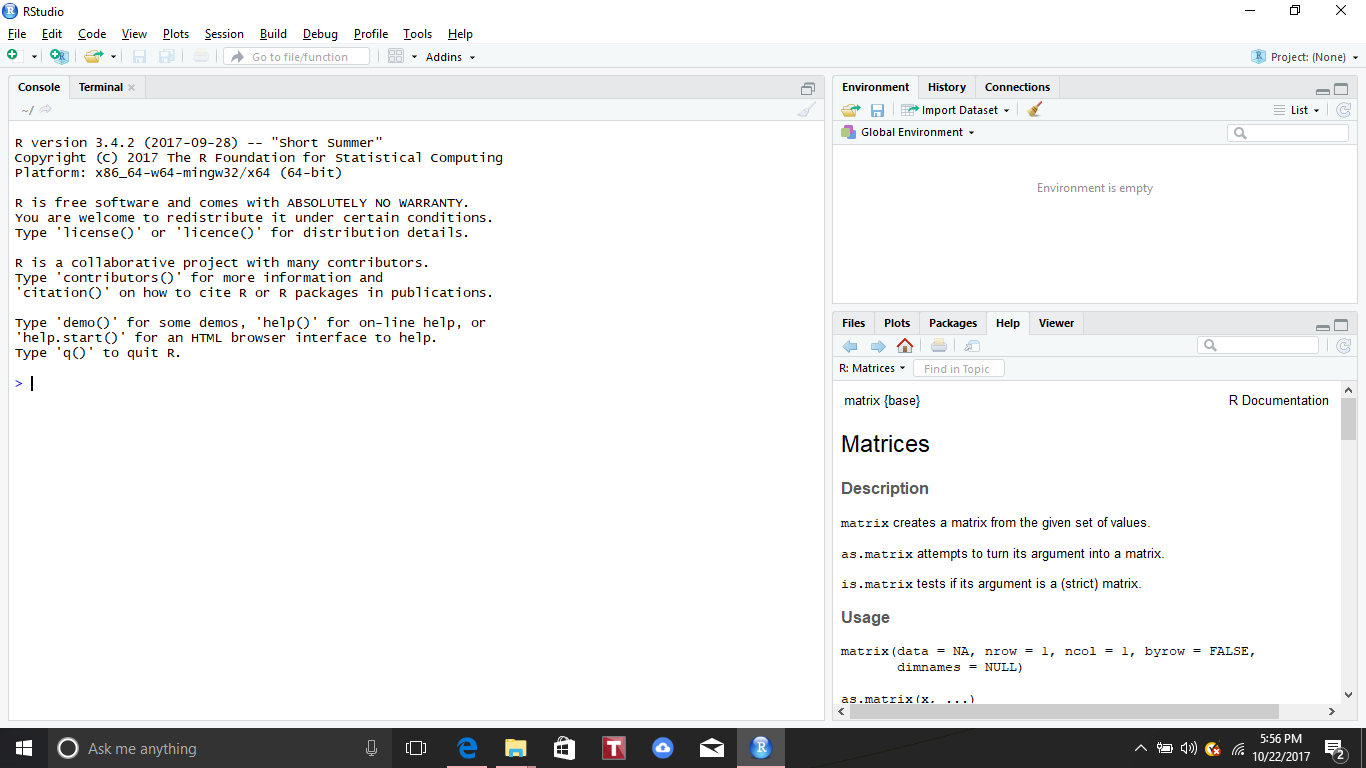 RStudio
File Edit Code View Plots Session Build Debug Profile Tools Help
Go to file/function Addins Project: (None)
Console Terminal
~/
R version 3.4.2 (2017-09-28) -- "Short Summer"
Copyright (C) 2017 The R Foundation for Statistical Computing
Platform: x86_64-w64-mingw32/x64 (64-bit)
R is free software and comes with ABSOLUTELY NO WARRANTY.
You are welcome to redistribute it under certain conditions.
Type 'license()' or 'licence()' for distribution details.
R is a collaborative project with many contributors.
Type 'contributors()' for more information and
'citation()' on how to cite R or R packages in publications.
Type 'demo()' for some demos, 'help()' for on-line help, or
'help.start()' for an HTML browser interface to help.
Type 'q()' to quit R.
>
Environment History Connections
Import Dataset List
Global Environment
Environment is empty
Files Plots Packages Help Viewer
R: Matrices Find in Topic
matrix {base} R Documentation
Matrices
Description
matrix creates a matrix from the given set of values.
as.matrix attempts to turn its argument into a matrix.
is.matrix tests if its argument is a (strict) matrix.
Usage
matrix(data = NA, nrow = 1, ncol = 1, byrow = FALSE,
dimnames = NULL)
as.matrix(x, ...)
Ask me anything
5:56 PM
10/22/2017
2